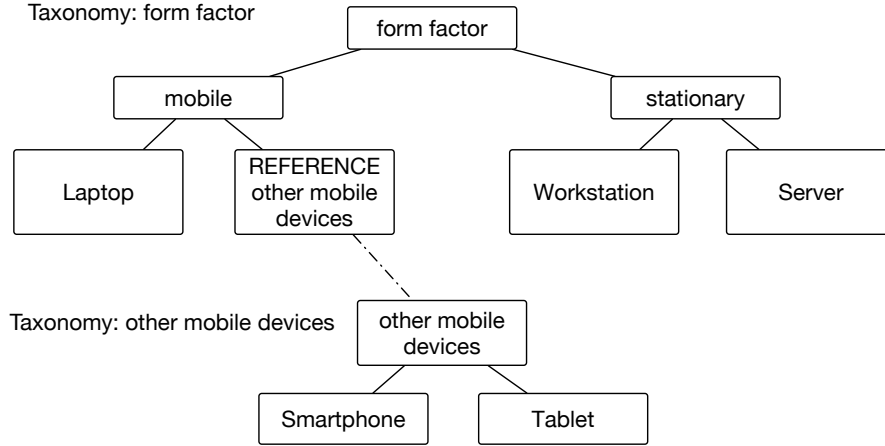 Taxonomy: form factor
form factor
mobile
stationary
Laptop
REFERENCE
other mobile
devices
Workstation
Server
Taxonomy: other mobile devices
other mobile
devices
Smartphone
Tablet